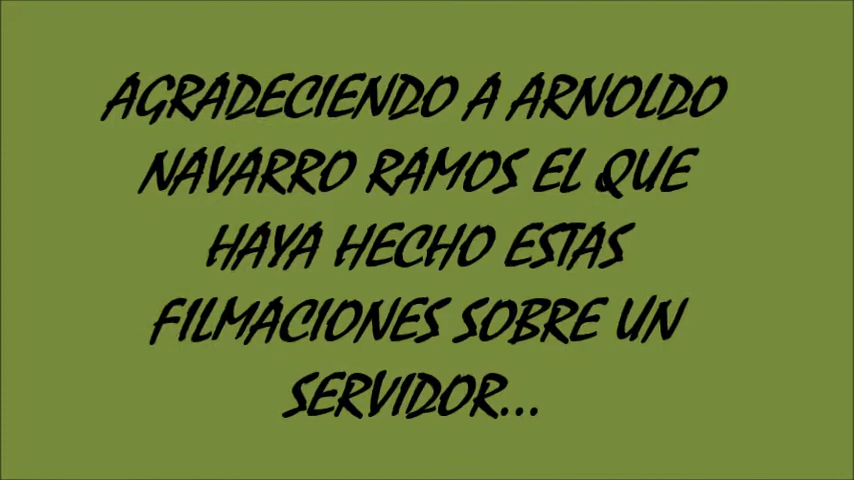 AGRADECIENDO A ARNOLDO
NAVARRO RAMOS EL QUE
HAYA HECHO ESTAS
FILMACIONES SOBRE UN
SERVIDOR...